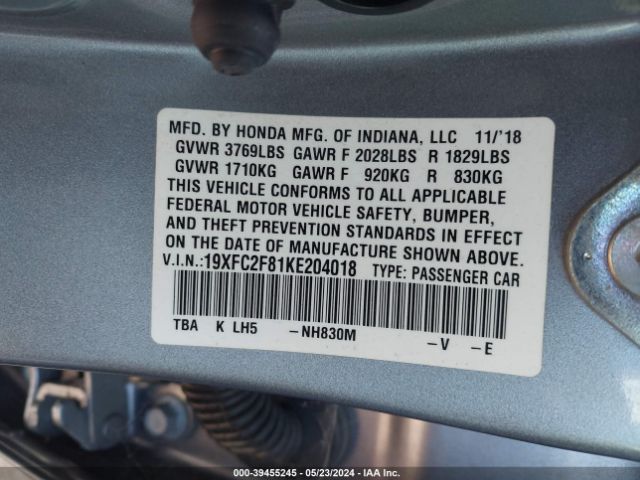 MFD. BY HONDA MFG. OF INDIANA, LLC 11/'18
GVWR 3769LBS GAWR F 2028LBS R 1829LBS
GVWR 1710KG GAWR F 920KG R 830KG
THIS VEHICLE CONFORMS TO ALL APPLICABLE
FEDERAL MOTOR VEHICLE SAFETY, BUMPER,
AND THEFT PREVENTION STANDARDS IN EFFECT
ON THE DATE OF MANUFACTURE SHOWN ABOVE.
V.I.N.:19XFC2F81KE204018 TYPE: PASSENGER CAR
TBA K LH5 –NH830M –V –E
000-39455245 - 05/23/2024 - IAA Inc.